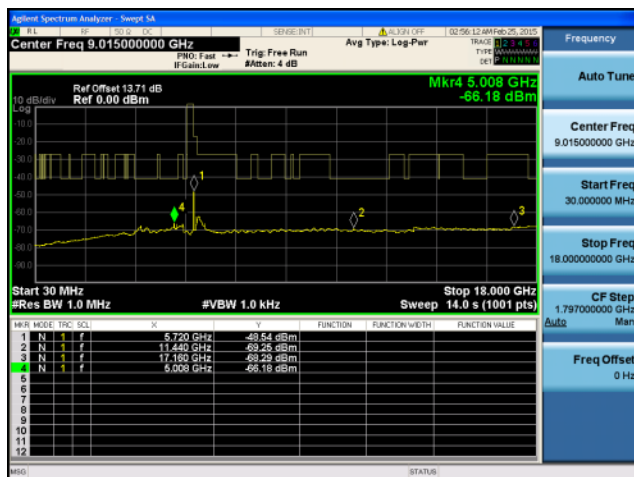 Agilent Spectrum Analyzer - Swept SA
RL RF 50 Ω DC SENSE:INT ALIGN OFF 02:56:12 AM Feb 25, 2015
Center Freq 9.015000000 GHz
PNO: Fast
IFGain:Low
Trig: Free Run
#Atten: 4 dB
Avg Type: Log-Pwr
TRACE 1 2 3 4 5 6
TYPE
DET P N N N N N
Frequency
Auto Tune
Center Freq
9.015000000 GHz
Start Freq
30.000000 MHz
Stop Freq
18.000000000 GHz
CF Step
1.797000000 GHz
Auto Man
Freq Offset
0 Hz
Mkr4 5.008 GHz
-66.18 dBm
Ref Offset 13.71 dB
10 dB/div Ref 0.00 dBm
Log
-10.0
-20.0
-30.0
-40.0
-50.0
-60.0
-70.0
-80.0
-90.0
1
2
3
4
Start 30 MHz Stop 18.000 GHz
#Res BW 1.0 MHz #VBW 1.0 kHz Sweep 14.0 s (1001 pts)
MKR MODE TRC SCL X Y FUNCTION FUNCTION WIDTH FUNCTION VALUE
1 N 1 f 5.720 GHz -48.54 dBm
2 N 1 f 11.440 GHz -69.25 dBm
3 N 1 f 17.160 GHz -68.29 dBm
4 N 1 f 5.008 GHz -66.18 dBm
5
6
7
8
9
10
11
12
MSG STATUS